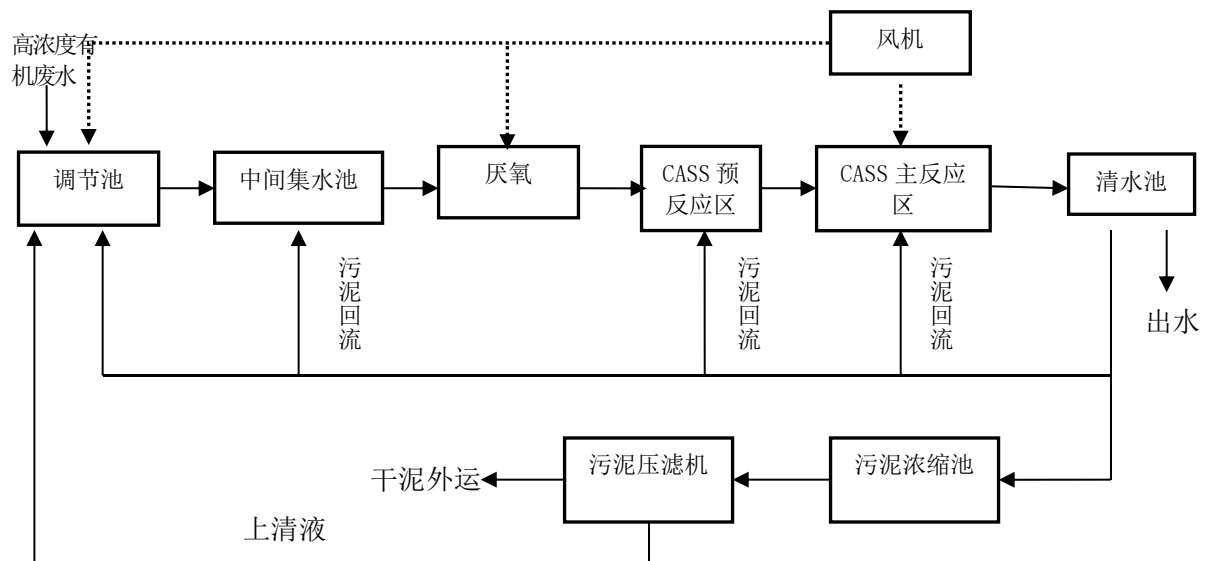 高浓度有
机废水
风机
调节池
中间集水池
厌氧
CASS 预
反应区
CASS 主反应
区
清水池
污泥回流
污泥回流
污泥回流
出水
干泥外运
污泥压滤机
污泥浓缩池
上清液